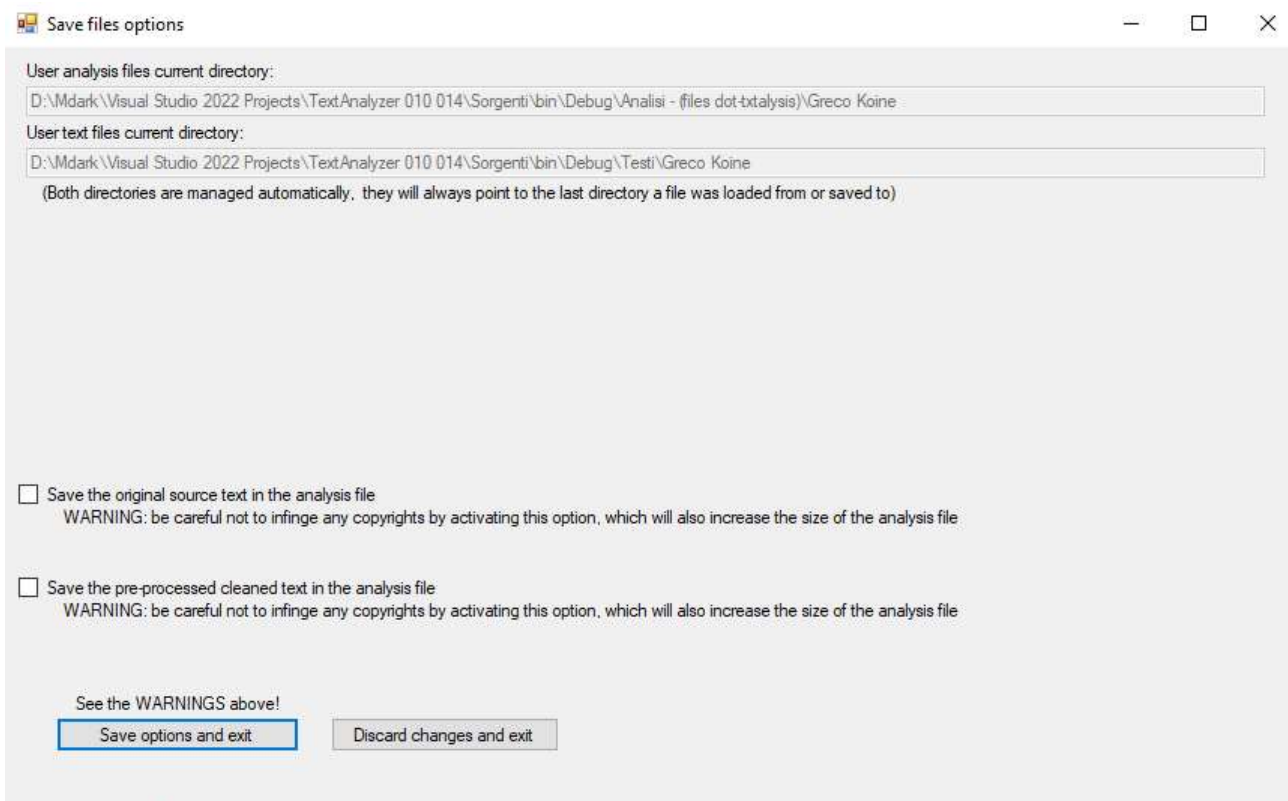 Save files options
User analysis files current directory:
D:\Mdark\Visual Studio 2022 Projects\TextAnalyzer 010 014\Sorgenti\bin\Debug\Analisi - (files dot-txtalysis)\Greco Koine
User text files current directory:
D:\Mdark\Visual Studio 2022 Projects\TextAnalyzer 010 014\Sorgenti\bin\Debug\Testi\Greco Koine
(Both directories are managed automatically, they will always point to the last directory a file was loaded from or saved to)
Save the original source text in the analysis file
WARNING: be careful not to infinge any copyrights by activating this option, which will also increase the size of the analysis file
Save the pre-processed cleaned text in the analysis file
WARNING: be careful not to infinge any copyrights by activating this option, which will also increase the size of the analysis file
See the WARNINGS above!
Save options and exit Discard changes and exit